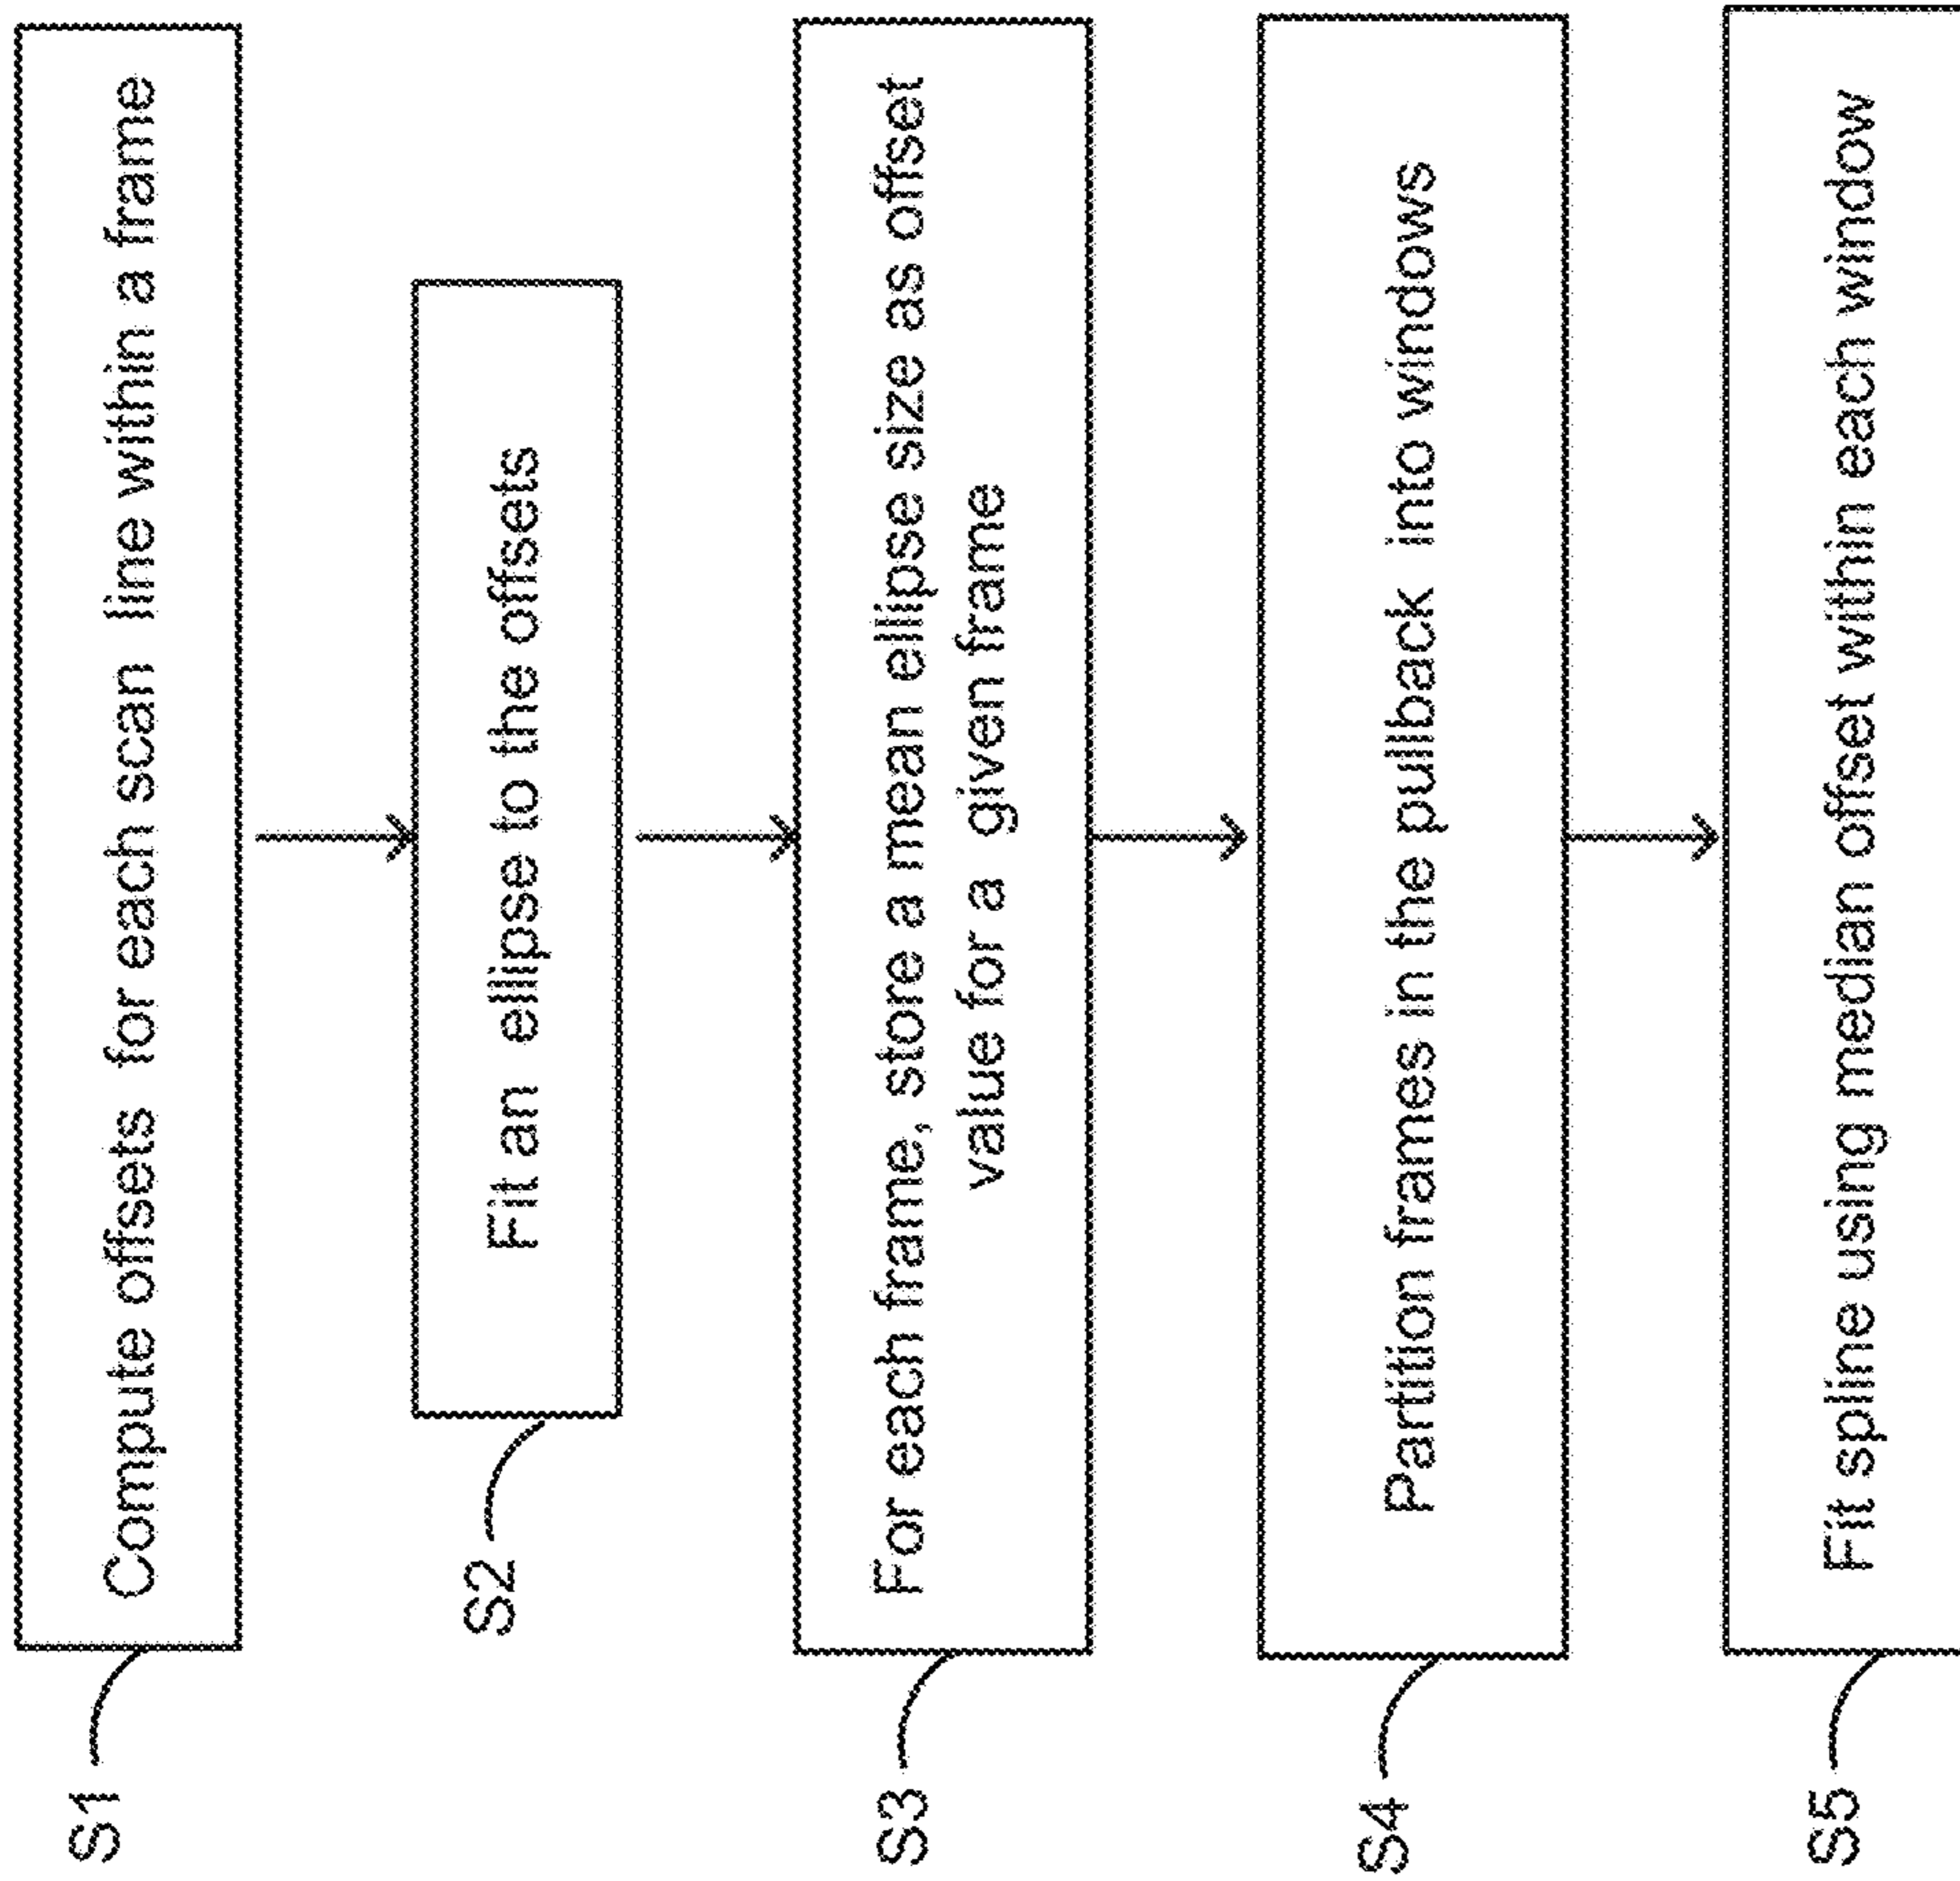 S1
Compute offsets for each scan line within a frame
S2
Fit an ellipse to the offsets
S3
For each frame, store a mean ellipse size as offset
value for a given frame
S4
Partition frames in the pullback into windows
S5
Fit spline using median offset within each window